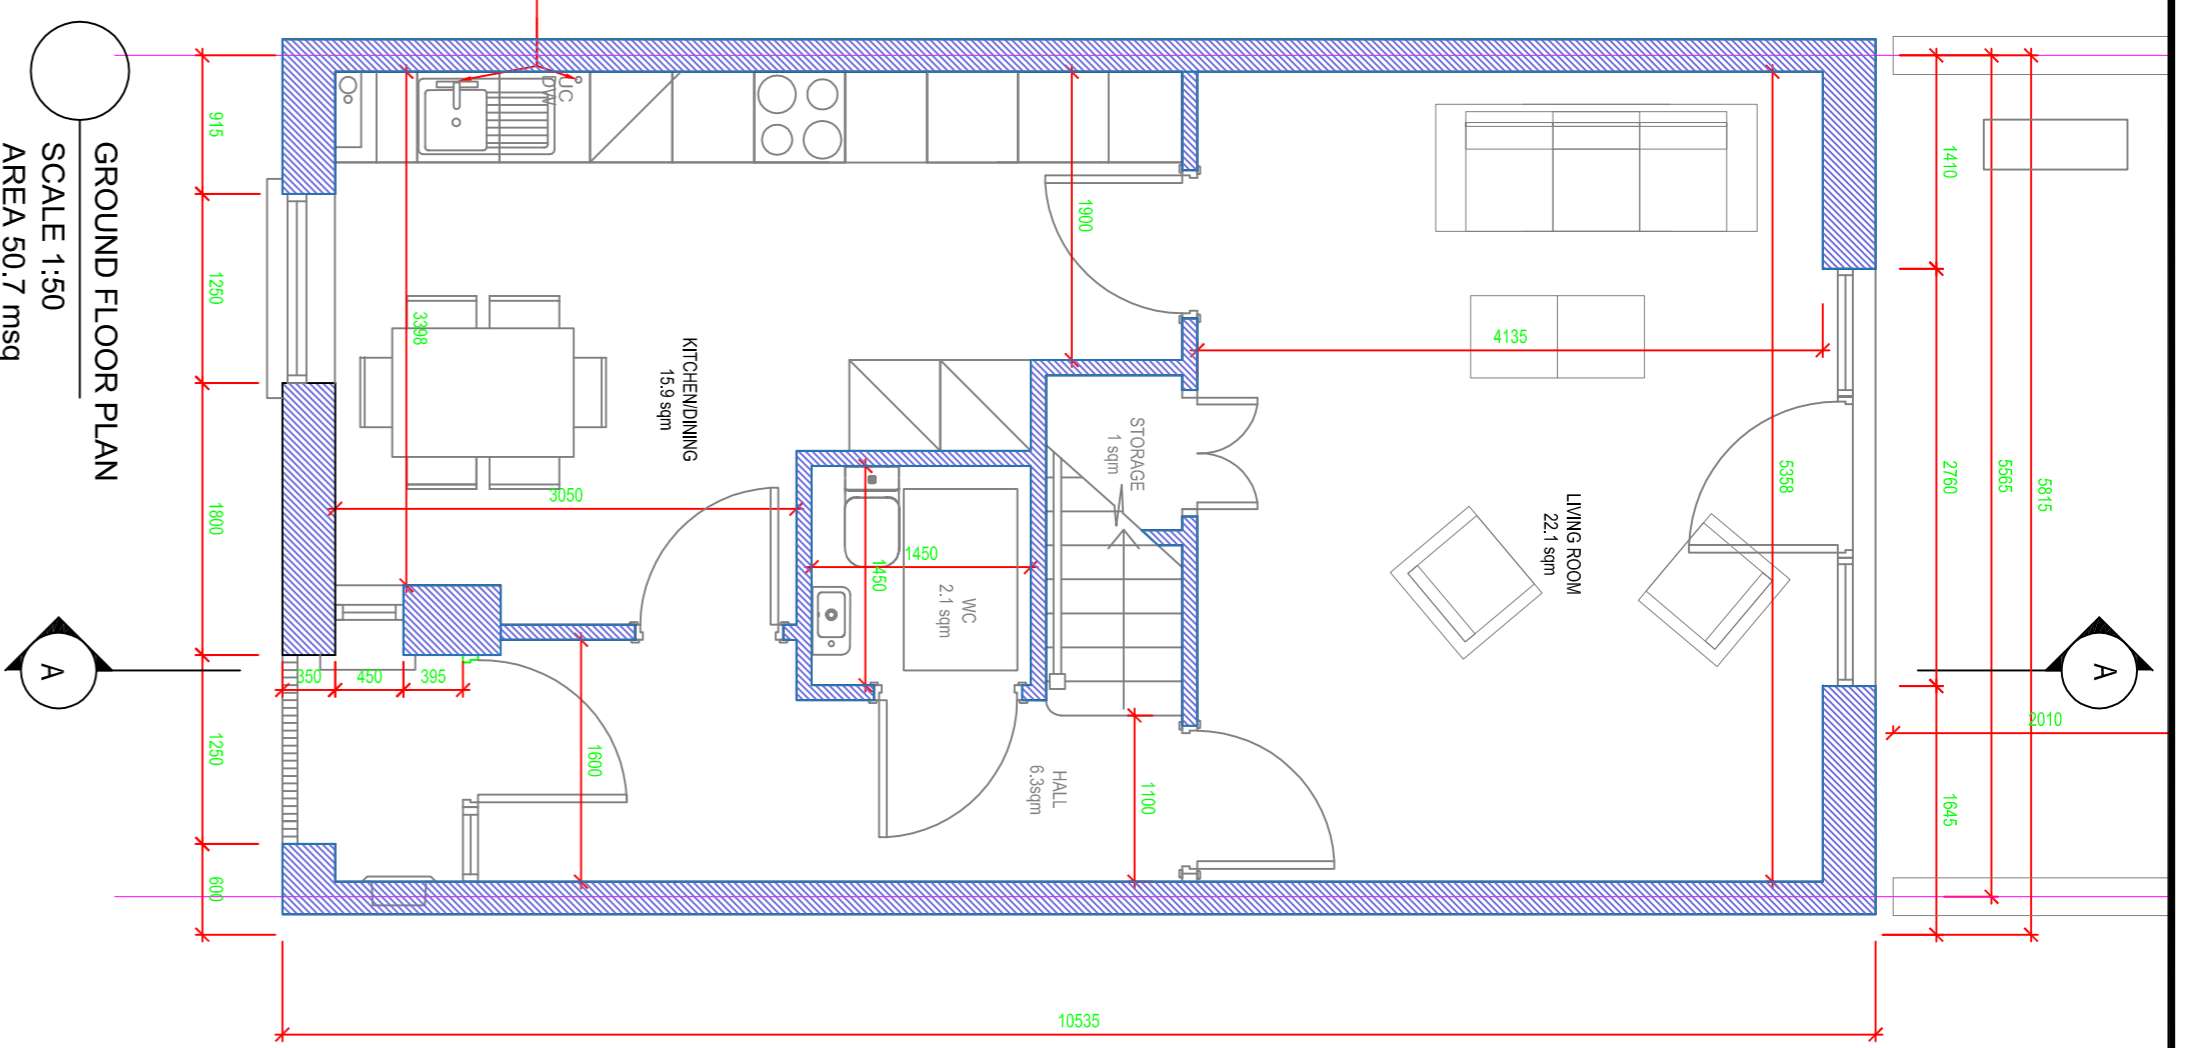 GROUND FLOOR PLAN
SCALE 1:50
AREA 50.7 msq
A
A
915
1250
1800
1250
600
UC
DW
1900
3398
KITCHEN/DINING
15.9 sqm
3050
350
450
395
1600
1450
1450
WC
2.1 sqm
STORAGE
1 sqm
HALL
6.3sqm
1100
4135
LIVING ROOM
22.1 sqm
5358
1410
2760
1645
5565
5815
2010
10535